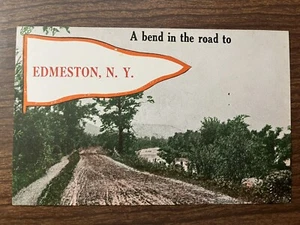 A bend in the road to
EDMESTON, N. Y.